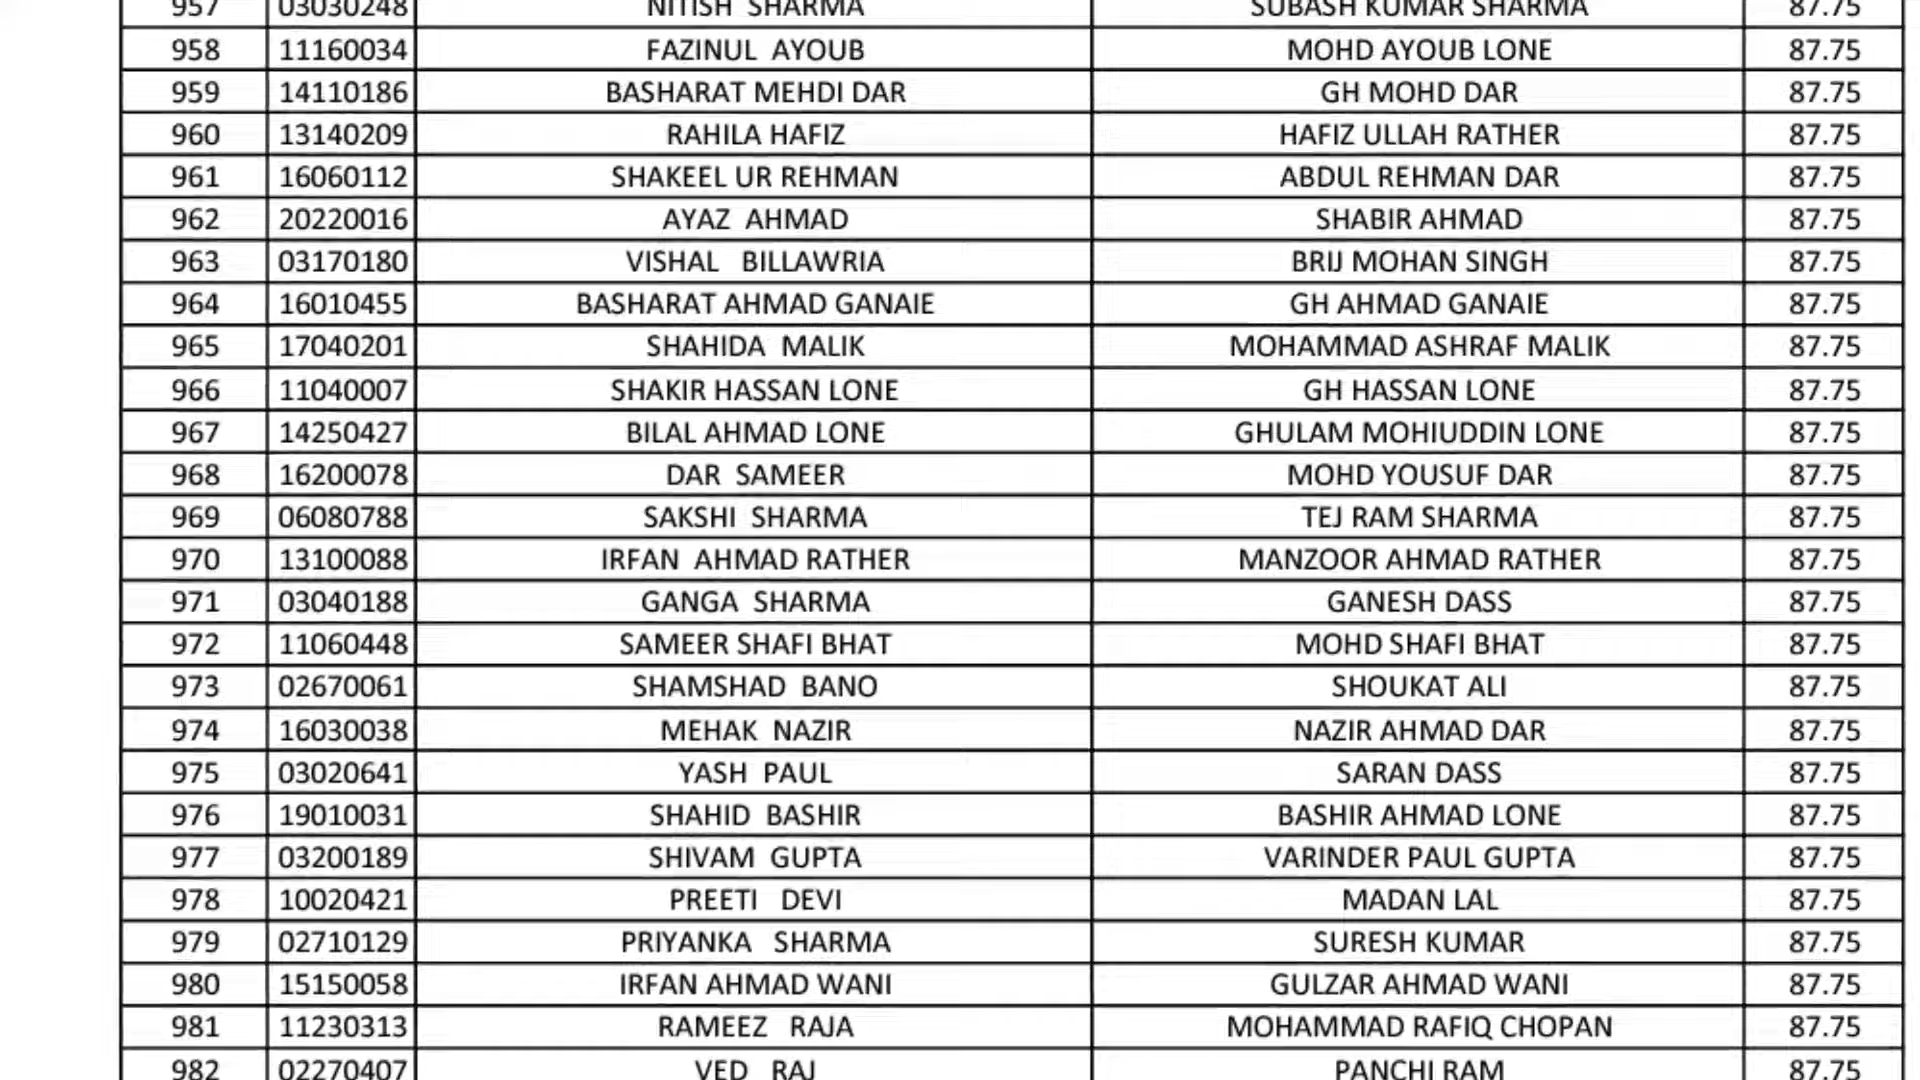 957 03030248 NITISH SHARMA SUBASH KUMAR SHARMA 87.75
958 11160034 FAZINUL AYOUB MOHD AYOUB LONE 87.75
959 14110186 BASHARAT MEHDI DAR GH MOHD DAR 87.75
960 13140209 RAHILA HAFIZ HAFIZ ULLAH RATHER 87.75
961 16060112 SHAKEEL UR REHMAN ABDUL REHMAN DAR 87.75
962 20220016 AYAZ AHMAD SHABIR AHMAD 87.75
963 03170180 VISHAL BILLAWRIA BRIJ MOHAN SINGH 87.75
964 16010455 BASHARAT AHMAD GANAIE GH AHMAD GANAIE 87.75
965 17040201 SHAHIDA MALIK MOHAMMAD ASHRAF MALIK 87.75
966 11040007 SHAKIR HASSAN LONE GH HASSAN LONE 87.75
967 14250427 BILAL AHMAD LONE GHULAM MOHIUDDIN LONE 87.75
968 16200078 DAR SAMEER MOHD YOUSUF DAR 87.75
969 06080788 SAKSHI SHARMA TEJ RAM SHARMA 87.75
970 13100088 IRFAN AHMAD RATHER MANZOOR AHMAD RATHER 87.75
971 03040188 GANGA SHARMA GANESH DASS 87.75
972 11060448 SAMEER SHAFI BHAT MOHD SHAFI BHAT 87.75
973 02670061 SHAMSHAD BANO SHOUKAT ALI 87.75
974 16030038 MEHAK NAZIR NAZIR AHMAD DAR 87.75
975 03020641 YASH PAUL SARAN DASS 87.75
976 19010031 SHAHID BASHIR BASHIR AHMAD LONE 87.75
977 03200189 SHIVAM GUPTA VARINDER PAUL GUPTA 87.75
978 10020421 PREETI DEVI MADAN LAL 87.75
979 02710129 PRIYANKA SHARMA SURESH KUMAR 87.75
980 15150058 IRFAN AHMAD WANI GULZAR AHMAD WANI 87.75
981 11230313 RAMEEZ RAJA MOHAMMAD RAFIQ CHOPAN 87.75
982 02270407 VED RAJ PANCHI RAM 87.75